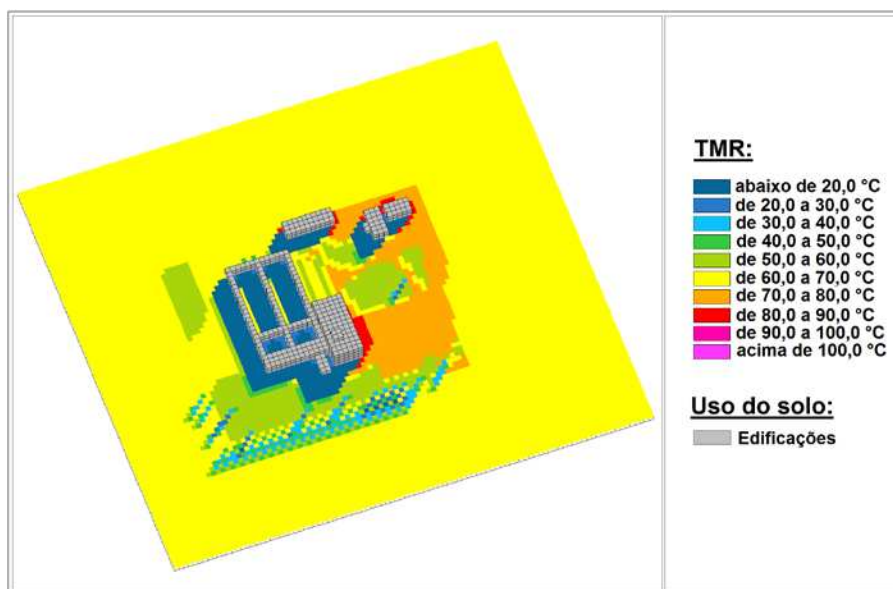 TMR:
abaixo de 20,0 °C
de 20,0 a 30,0 °C
de 30,0 a 40,0 °C
de 40,0 a 50,0 °C
de 50,0 a 60,0 °C
de 60,0 a 70,0 °C
de 70,0 a 80,0 °C
de 80,0 a 90,0 °C
de 90,0 a 100,0 °C
acima de 100,0 °C
Uso do solo:
Edificações